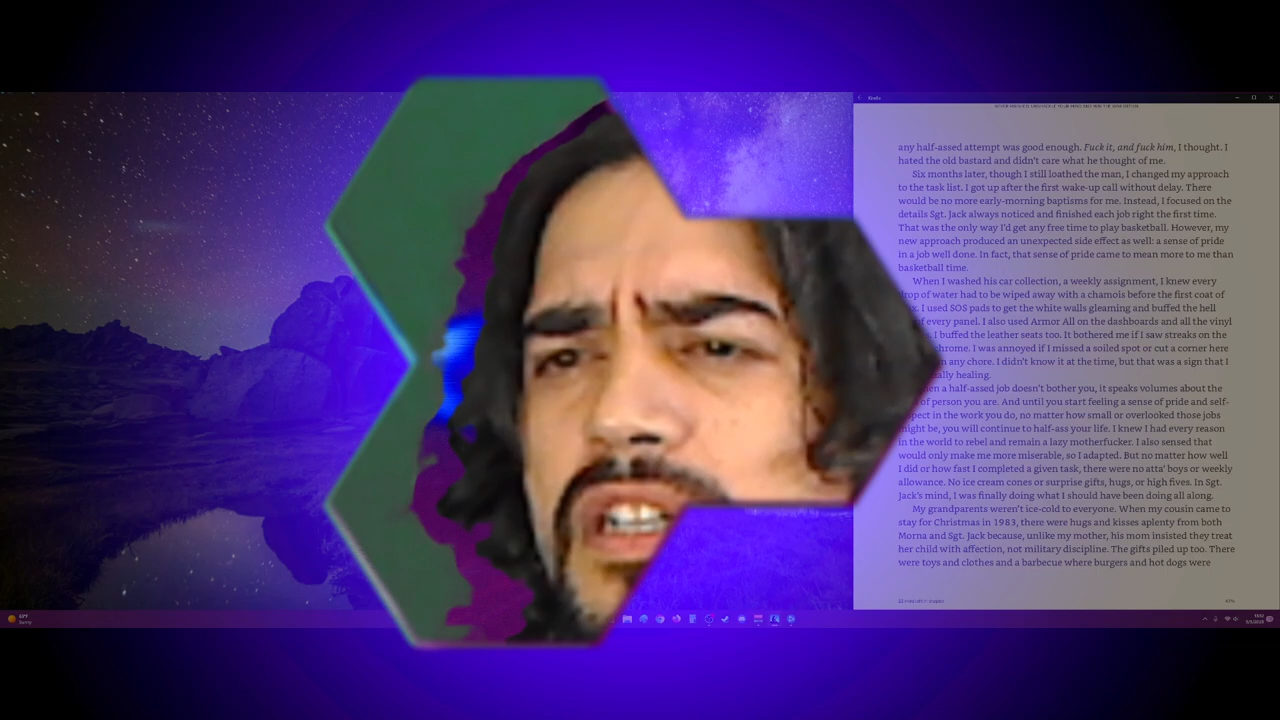 Kindle
any half-assed attempt was good enough. Fuck it, and fuck him, I thought. I
hated the old bastard and didn't care what he thought of me.
Six months later, though I still loathed the man, I changed my approach
to the task list. I got up after the first wake-up call without delay. There
would be no more early-morning baptisms for me. Instead, I focused on the
details Sgt. Jack always noticed and finished each job right the first time.
That was the only way I'd get any free time to play basketball. However, my
new approach produced an unexpected side effect as well: a sense of pride
in a job well done. In fact, that sense of pride came to mean more to me than
basketball time.
When I washed his car collection, a weekly assignment, I knew every
drop of water had to be wiped away with a chamois before the first coat of
I used SOS pads to get the white walls gleaming and buffed the hell
of every panel. I also used Armor All on the dashboards and all the vinyl
I buffed the leather seats too. It bothered me if I saw streaks on the
chrome. I was annoyed if I missed a soiled spot or cut a corner here
any chore. I didn't know it at the time, but that was a sign that I
healing.
a half-assed job doesn't bother you, it speaks volumes about the
of person you are. And until you start feeling a sense of pride and self-
respect in the work you do, no matter how small or overlooked those jobs
might be, you will continue to half-ass your life. I knew I had every reason
in the world to rebel and remain a lazy motherfucker. I also sensed that
would only make me more miserable, so I adapted. But no matter how well
I did or how fast I completed a given task, there were no atta' boys or weekly
allowance. No ice cream cones or surprise gifts, hugs, or high fives. In Sgt.
Jack's mind, I was finally doing what I should have been doing all along.
My grandparents weren't ice-cold to everyone. When my cousin came to
stay for Christmas in 1983, there were hugs and kisses aplenty from both
Morna and Sgt. Jack because, unlike my mother, his mom insisted they treat
her child with affection, not military discipline. The gifts piled up too. There
were toys and clothes and a barbecue where burgers and hot dogs were
Sunny